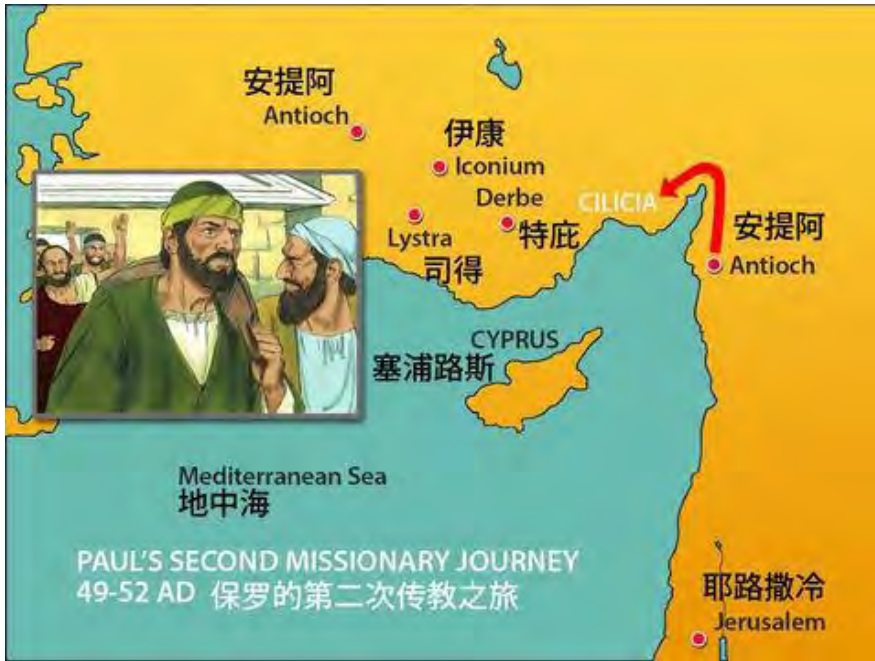 安提阿
Antioch
伊康
Iconium
Derbe
特庇
Lystra
司得
CILICIA
安提阿
Antioch
CYPRUS
塞浦路斯
Mediterranean Sea
地中海
PAUL'S SECOND MISSIONARY JOURNEY
49-52 AD 保罗的第二次传教之旅
耶路撒冷
Jerusalem